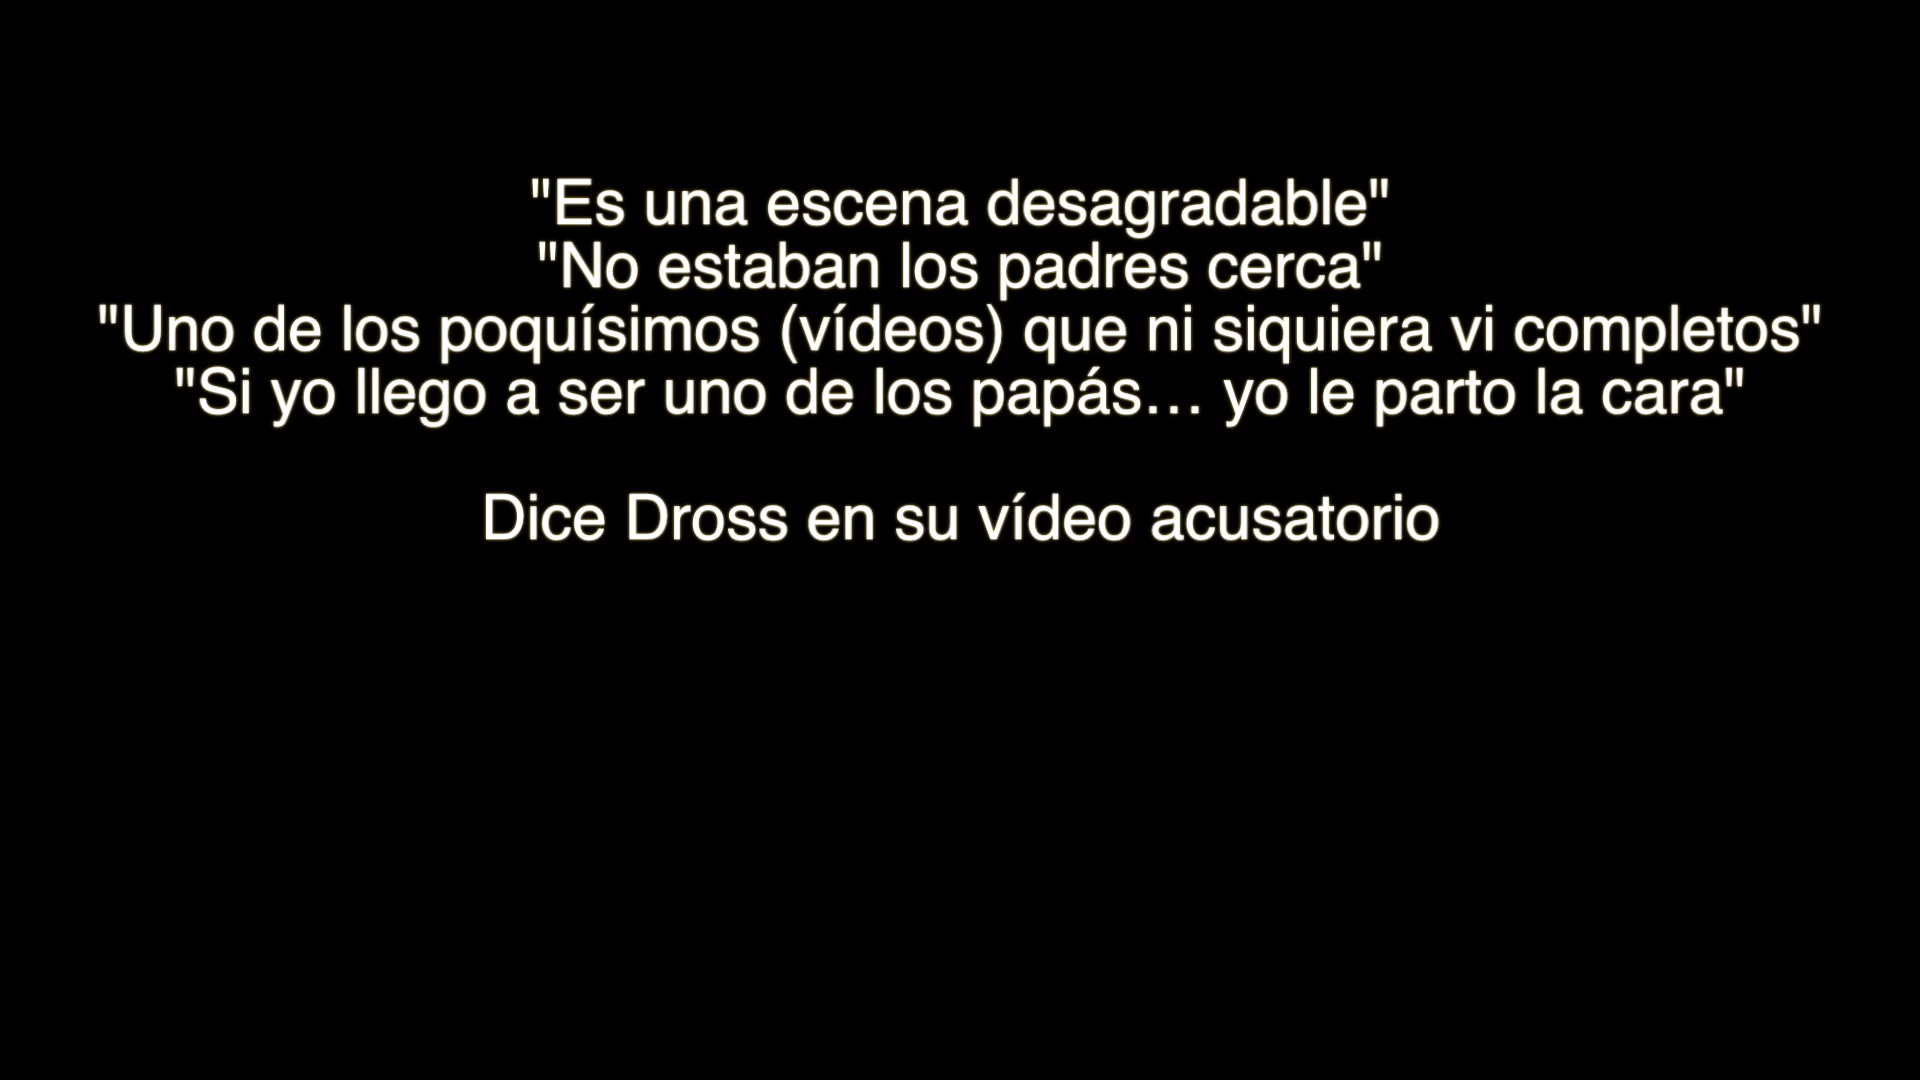 "Es una escena desagradable"
"No estaban los padres cerca"
"Uno de los poquísimos (vídeos) que ni siquiera vi completos"
"Si yo llego a ser uno de los papás… yo le parto la cara"
Dice Dross en su vídeo acusatorio